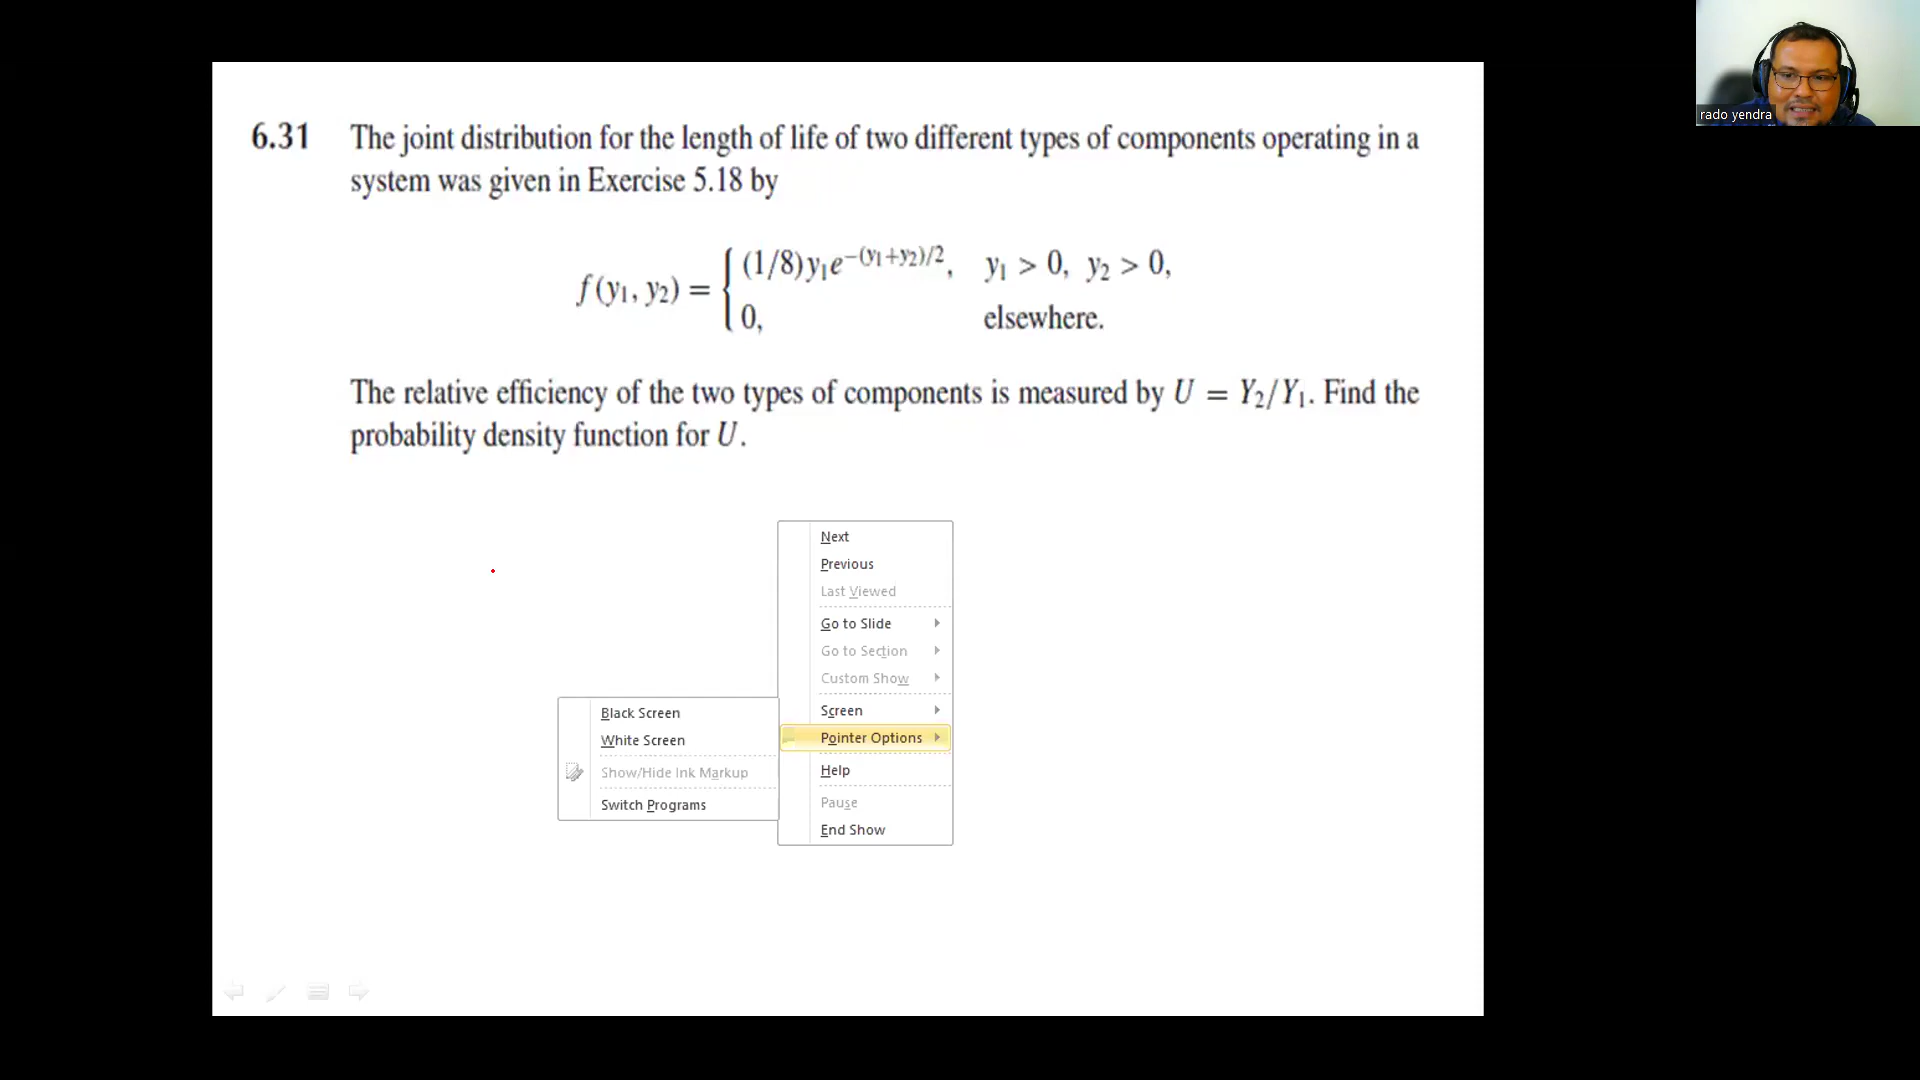 rado yendra
6.31 The joint distribution for the length of life of two different types of components operating in a
system was given in Exercise 5.18 by
f(y₁, y₂) = { (1/8)y₁e^−(y₁+y₂)/2, y₁ > 0, y₂ > 0,
0, elsewhere.
The relative efficiency of the two types of components is measured by U = Y₂/Y₁. Find the
probability density function for U.
Next
Previous
Last Viewed
Go to Slide
Go to Section
Custom Show
Screen
Pointer Options
Help
Pause
End Show
Black Screen
White Screen
Show/Hide Ink Markup
Switch Programs